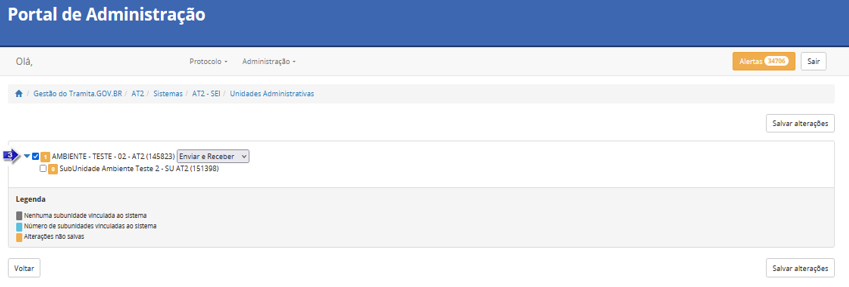 Portal de Administração
Olá, Protocolo Administração Alertas 34706 Sair
Gestão do Tramita.GOV.BR / AT2 / Sistemas / AT2 - SEI / Unidades Administrativas
Salvar alterações
3 1 AMBIENTE - TESTE - 02 - AT2 (145823) Enviar e Receber
SubUnidade Ambiente Teste 2 - SU AT2 (151398)
Legenda
Nenhuma subunidade vinculada ao sistema
Número de subunidades vinculadas ao sistema
Alterações não salvas
Voltar Salvar alterações